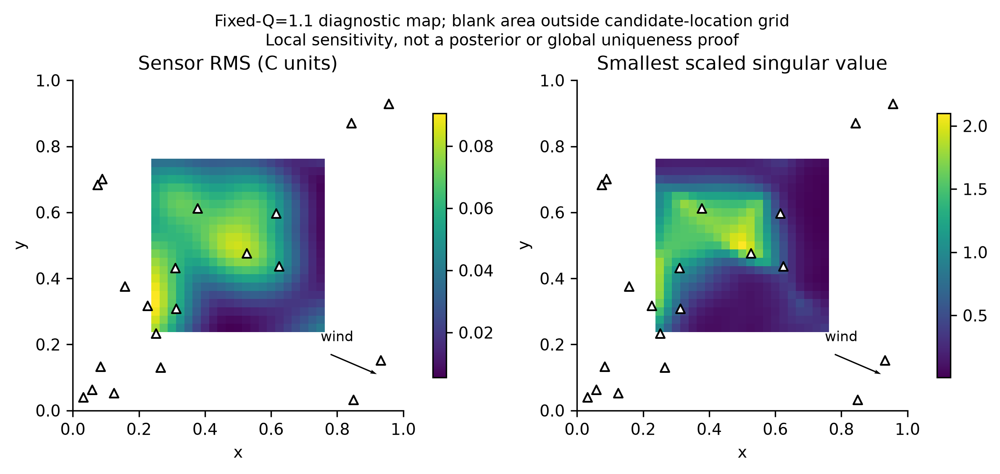 Fixed-Q=1.1 diagnostic map; blank area outside candidate-location grid
Local sensitivity, not a posterior or global uniqueness proof
Sensor RMS (C units)
1.0
0.8
0.6
0.4
0.2
0.0
y
0.0 0.2 0.4 0.6 0.8 1.0
x
wind
0.08
0.06
0.04
0.02
Smallest scaled singular value
1.0
0.8
0.6
0.4
0.2
0.0
y
0.0 0.2 0.4 0.6 0.8 1.0
x
wind
2.0
1.5
1.0
0.5